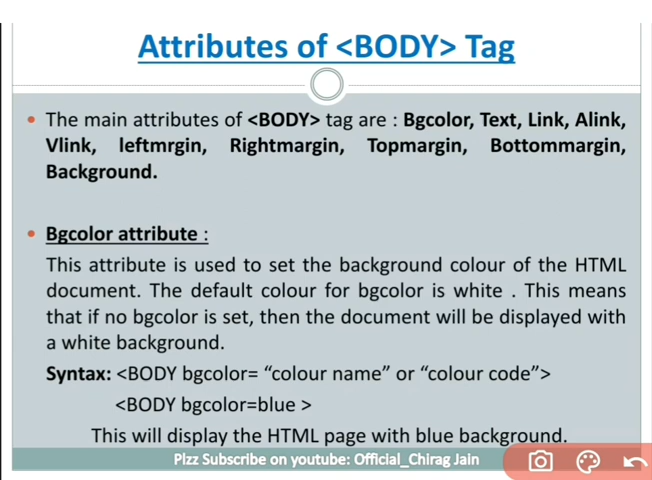 Attributes of <BODY> Tag
The main attributes of <BODY> tag are : Bgcolor, Text, Link, Alink,
Vlink, leftmrgin, Rightmargin, Topmargin, Bottommargin,
Background.
Bgcolor attribute :
This attribute is used to set the background colour of the HTML
document. The default colour for bgcolor is white . This means
that if no bgcolor is set, then the document will be displayed with
a white background.
Syntax: <BODY bgcolor= “colour name” or “colour code”>
<BODY bgcolor=blue >
This will display the HTML page with blue background.
Plzz Subscribe on youtube: Official_Chirag Jain